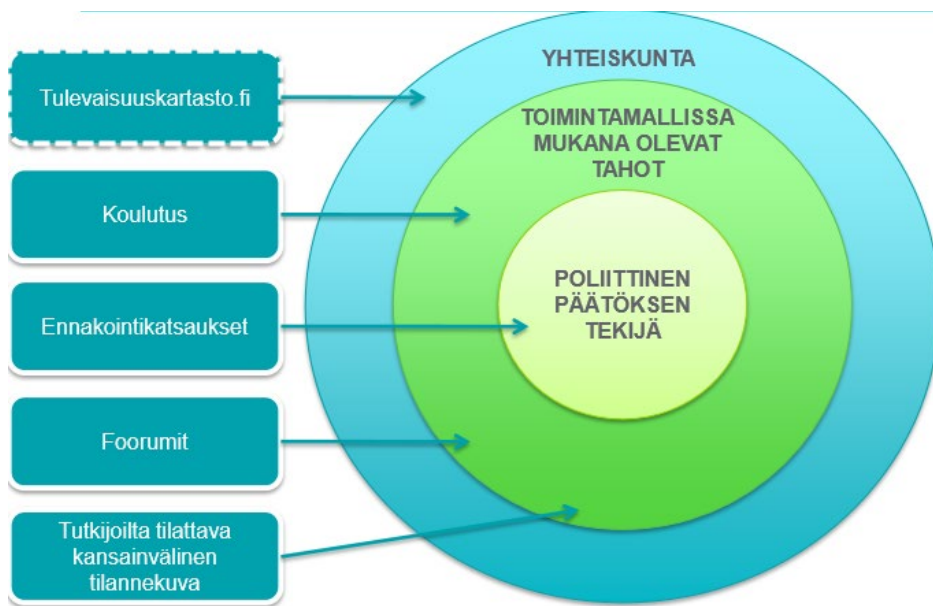 Tulevaisuuskartasto.fi
Koulutus
Ennakointikatsaukset
Foorumit
Tutkijoilta tilattava
kansainvälinen
tilannekuva
YHTEISKUNTA
TOIMINTAMALLISSA
MUKANA OLEVAT
TAHOT
POLIITTINEN
PÄÄTÖKSEN
TEKIJÄ